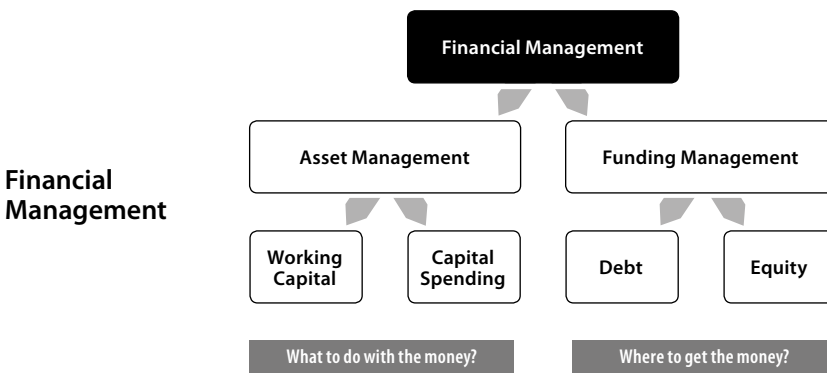 Financial Management
Financial
Management
Asset Management
Funding Management
Working
Capital
Capital
Spending
Debt
Equity
What to do with the money?
Where to get the money?